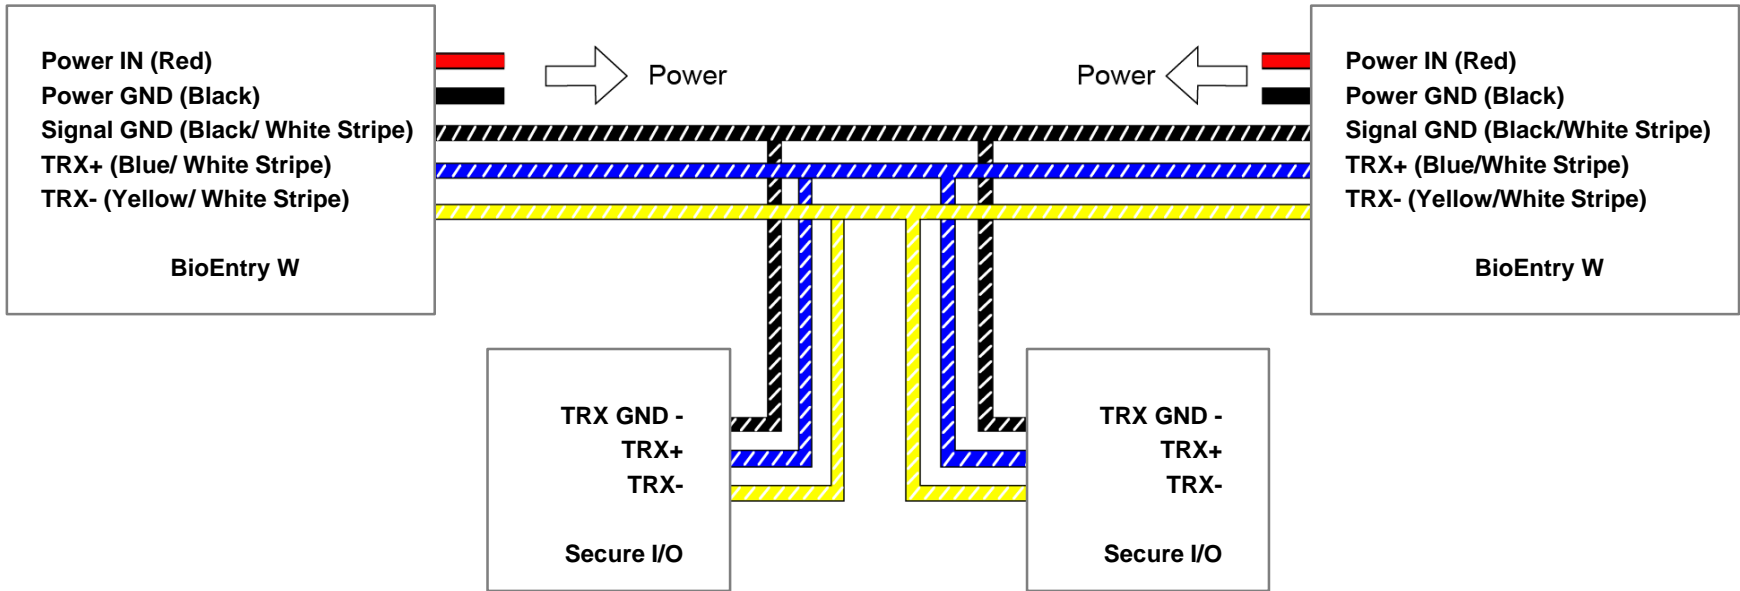 Power IN (Red)
Power GND (Black)
Signal GND (Black/ White Stripe)
TRX+ (Blue/ White Stripe)
TRX- (Yellow/ White Stripe)
BioEntry W
Power
Power
Power IN (Red)
Power GND (Black)
Signal GND (Black/White Stripe)
TRX+ (Blue/White Stripe)
TRX- (Yellow/White Stripe)
BioEntry W
TRX GND -
TRX+
TRX-
Secure I/O
TRX GND -
TRX+
TRX-
Secure I/O